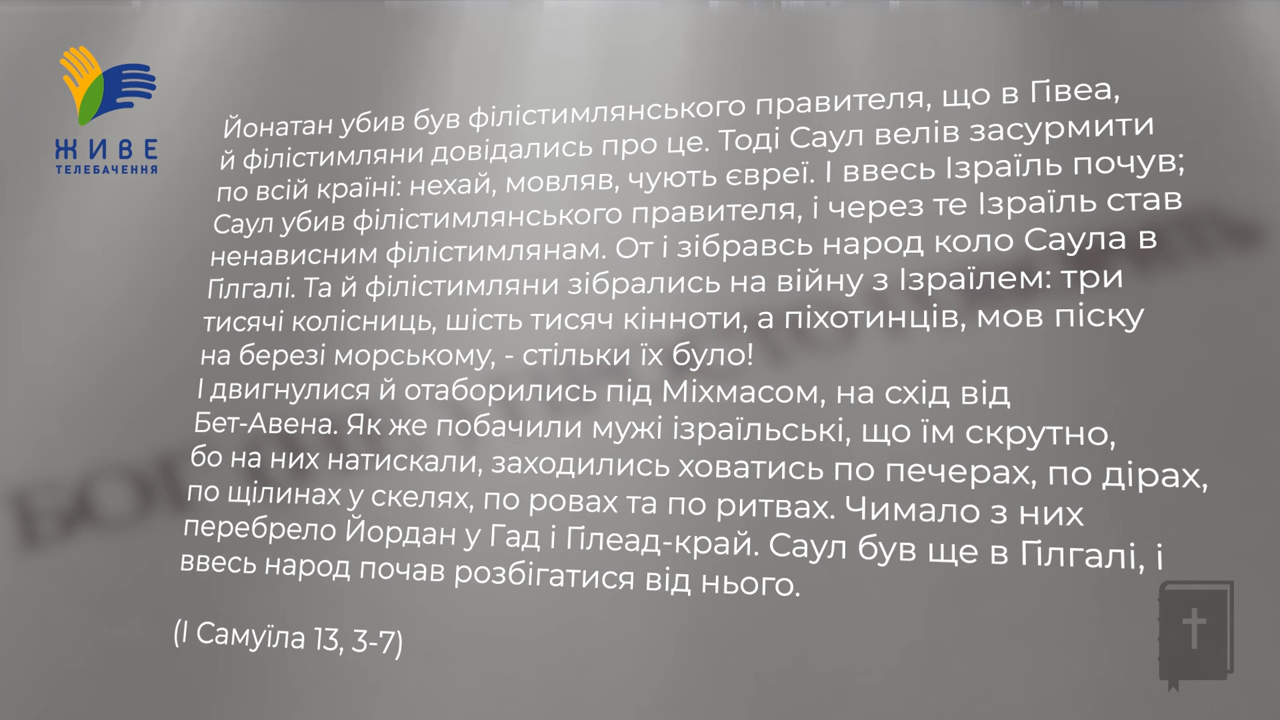 ЖИВЕ
ТЕЛЕБАЧЕННЯ
Йонатан убив був філістимлянського правителя, що в Ґівеа,
й філістимляни довідались про це. Тоді Саул велів засурмити
по всій країні: нехай, мовляв, чують євреї. І ввесь Ізраїль почув;
Саул убив філістимлянського правителя, і через те Ізраїль став
ненависним філістимлянам. От і зібравсь народ коло Саула в
Ґілгалі. Та й філістимляни зібрались на війну з Ізраїлем: три
тисячі колісниць, шість тисяч кінноти, а піхотинців, мов піску
на березі морському, - стільки їх було!
І двигнулися й отаборились під Міхмасом, на схід від
Бет-Авена. Як же побачили мужі ізраїльські, що їм скрутно,
бо на них натискали, заходились ховатись по печерах, по дірах,
по щілинах у скелях, по ровах та по ритвах. Чимало з них
перебрело Йордан у Ґад і Ґілеад-край. Саул був ще в Ґілгалі, і
ввесь народ почав розбігатися від нього.
(І Самуїла 13, 3-7)